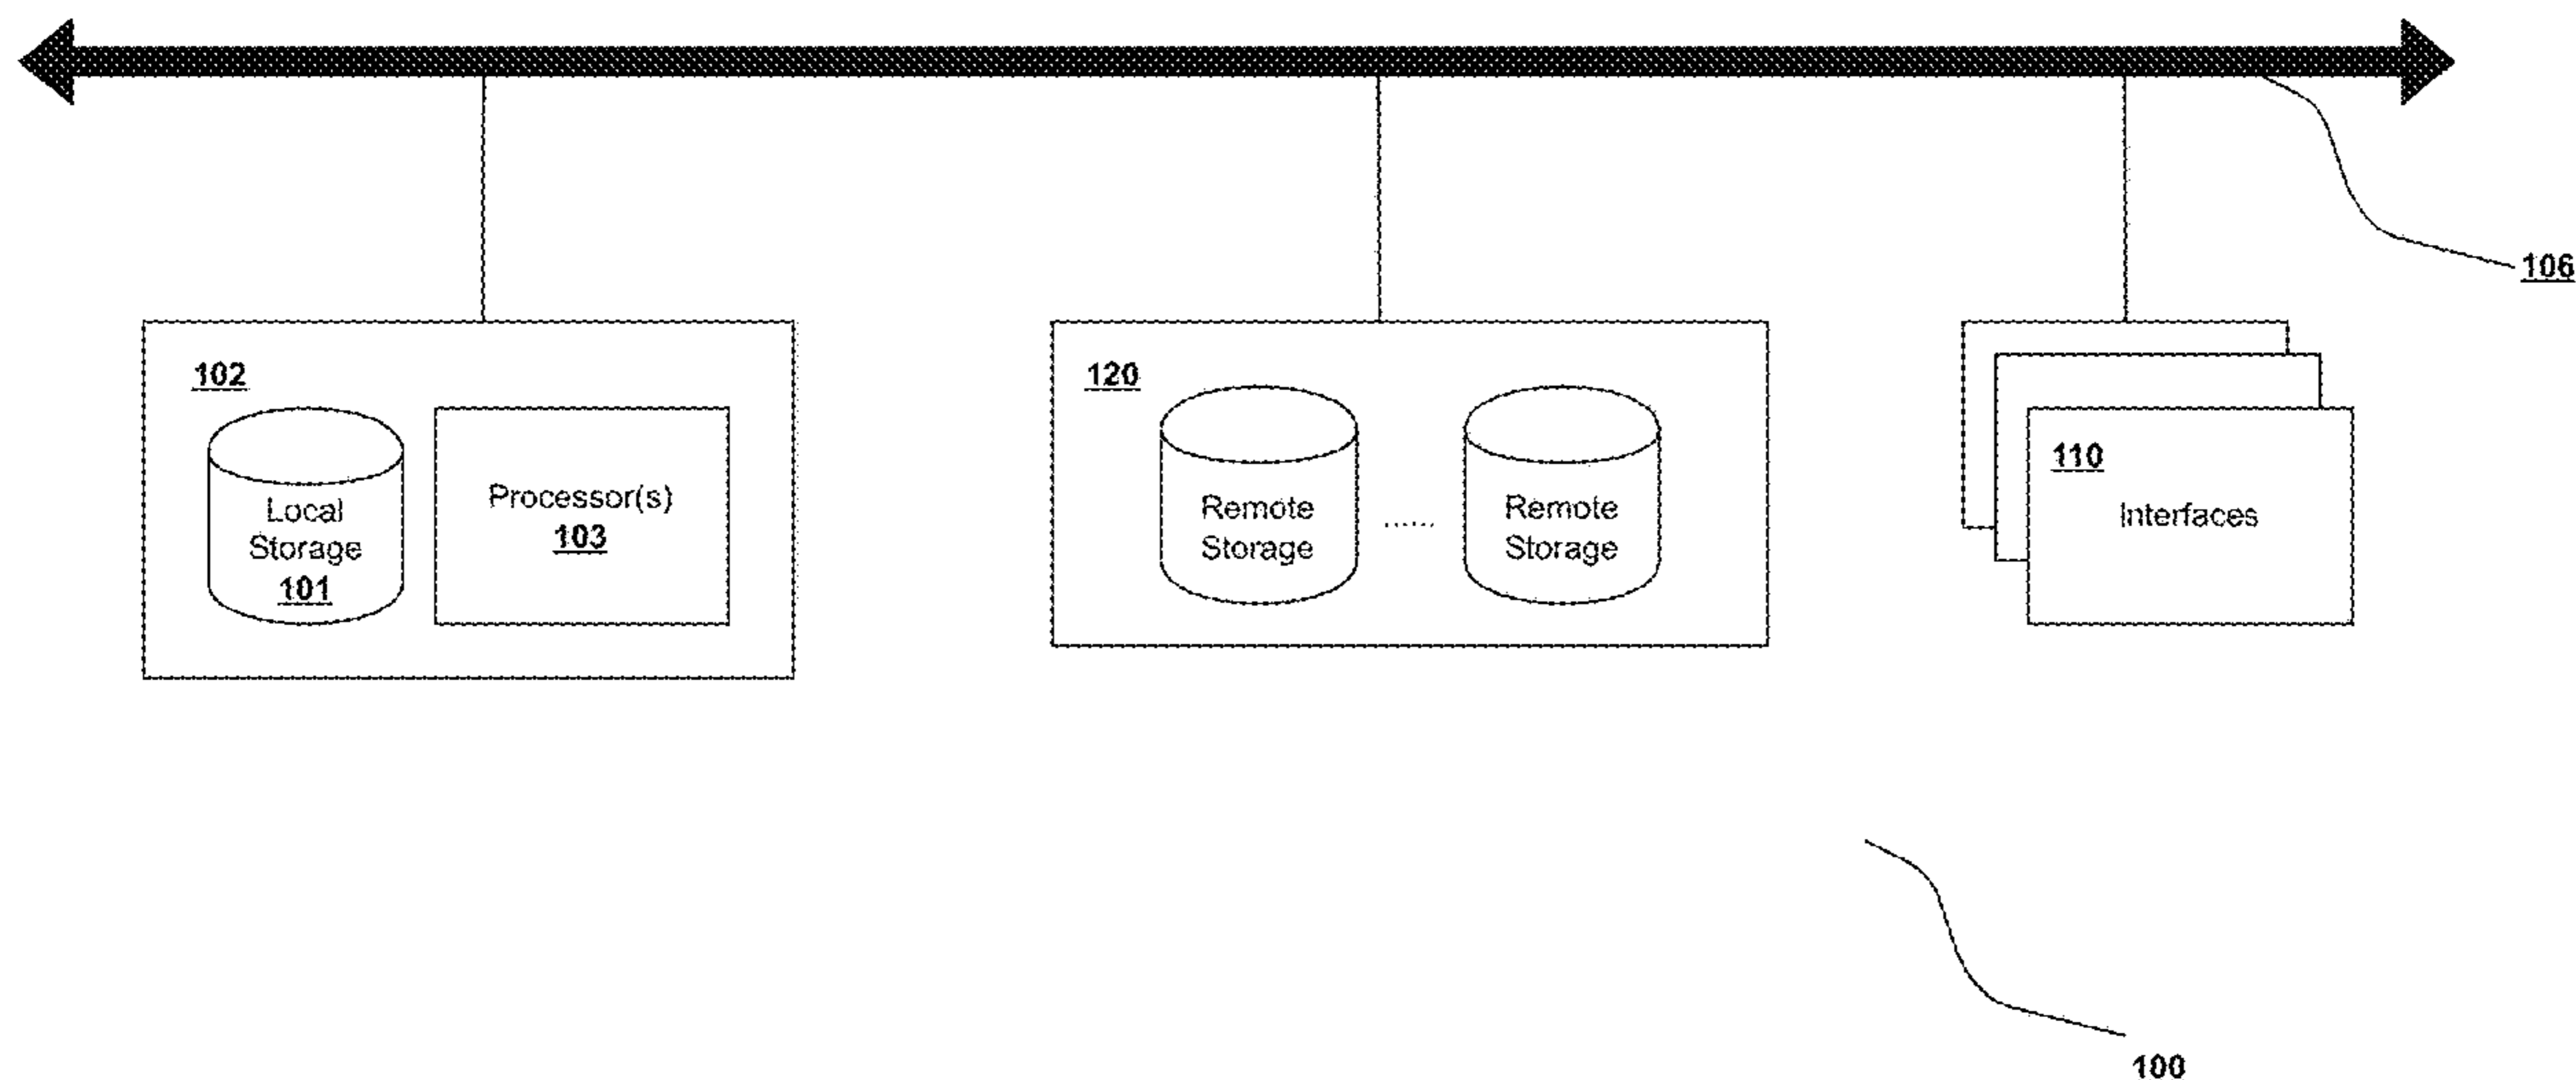 106
102
Local
Storage
101
Processor(s)
103
120
Remote
Storage
.....
Remote
Storage
110
Interfaces
100